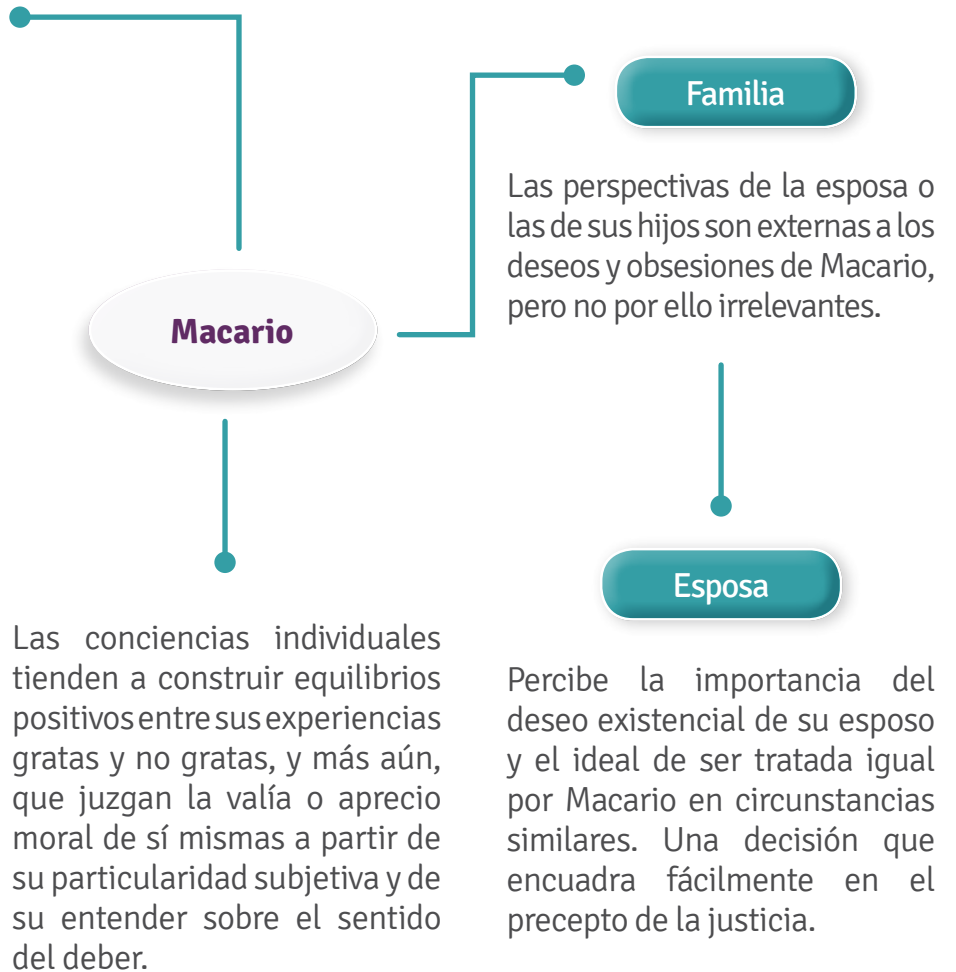 Macario
Las conciencias individuales
tienden a construir equilibrios
positivos entre sus experiencias
gratas y no gratas, y más aún,
que juzgan la valía o aprecio
moral de sí mismas a partir de
su particularidad subjetiva y de
su entender sobre el sentido
del deber.
Familia
Las perspectivas de la esposa o
las de sus hijos son externas a los
deseos y obsesiones de Macario,
pero no por ello irrelevantes.
Esposa
Percibe la importancia del
deseo existencial de su esposo
y el ideal de ser tratada igual
por Macario en circunstancias
similares. Una decisión que
encuadra fácilmente en el
precepto de la justicia.